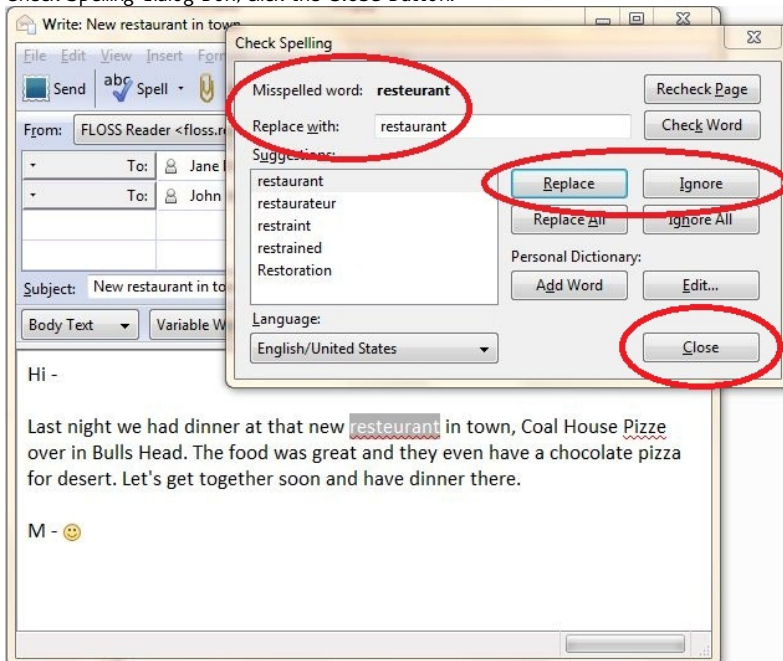 Check Spelling dialog box, click the Close button.
Write: New restaurant in town
File Edit View Insert
Send Spell
From: FLOSS Reader
To: Jane
To: John
Subject: New restaurant in to
Body Text Variable W
Check Spelling
Misspelled word: resteurant
Recheck Page
Replace with: restaurant
Check Word
Suggestions:
restaurant
restaurateur
restraint
restrained
Restoration
Replace Ignore
Replace All Ignore All
Personal Dictionary:
Add Word Edit...
Language:
English/United States
Close
Hi -
Last night we had dinner at that new resteurant in town, Coal House Pizze
over in Bulls Head. The food was great and they even have a chocolate pizza
for desert. Let's get together soon and have dinner there.
M -